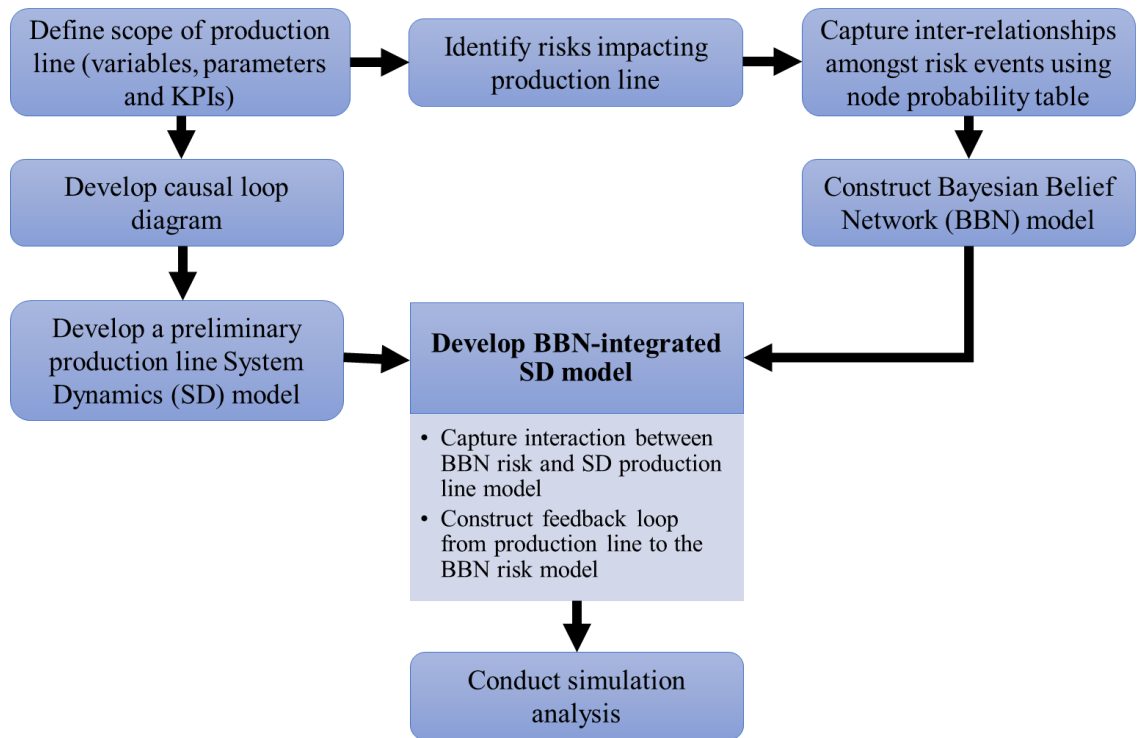 Define scope of production
line (variables, parameters
and KPIs)
Identify risks impacting
production line
Capture inter-relationships
amongst risk events using
node probability table
Develop causal loop
diagram
Construct Bayesian Belief
Network (BBN) model
Develop a preliminary
production line System
Dynamics (SD) model
Develop BBN-integrated
SD model
• Capture interaction between
BBN risk and SD production
line model
• Construct feedback loop
from production line to the
BBN risk model
Conduct simulation
analysis